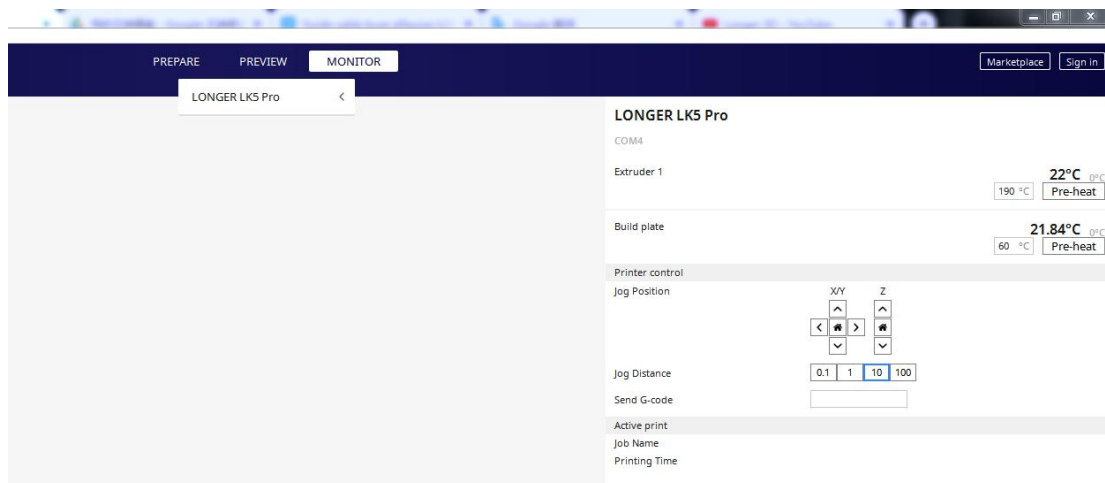 PREPARE PREVIEW MONITOR Marketplace Sign in
LONGER LK5 Pro
LONGER LK5 Pro
COM4
Extruder 1 22°C 0°C
190 °C Pre-heat
Build plate 21.84°C 0°C
60 °C Pre-heat
Printer control
Jog Position X/Y Z
Jog Distance 0.1 1 10 100
Send G-code
Active print
Job Name
Printing Time